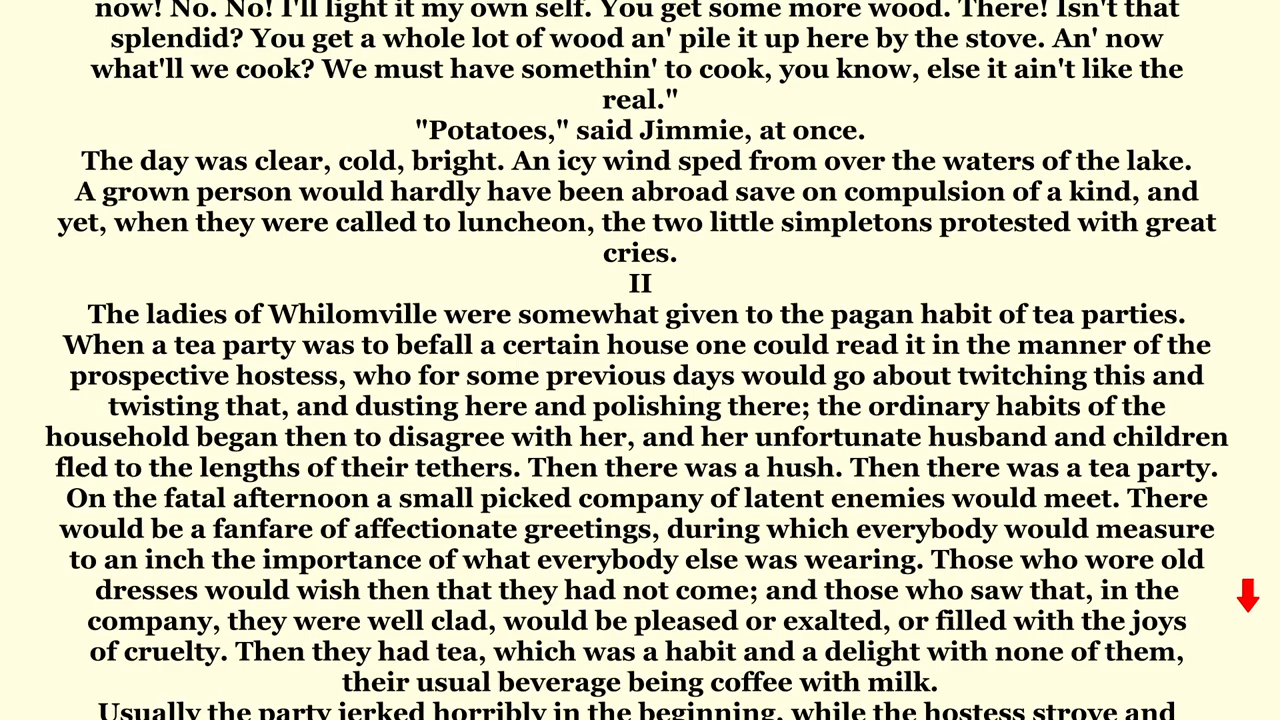 now! No. No! I'll light it my own self. You get some more wood. There! Isn't that
splendid? You get a whole lot of wood an' pile it up here by the stove. An' now
what'll we cook? We must have somethin' to cook, you know, else it ain't like the
real."
"Potatoes," said Jimmie, at once.
The day was clear, cold, bright. An icy wind sped from over the waters of the lake.
A grown person would hardly have been abroad save on compulsion of a kind, and
yet, when they were called to luncheon, the two little simpletons protested with great
cries.
II
The ladies of Whilomville were somewhat given to the pagan habit of tea parties.
When a tea party was to befall a certain house one could read it in the manner of the
prospective hostess, who for some previous days would go about twitching this and
twisting that, and dusting here and polishing there; the ordinary habits of the
household began then to disagree with her, and her unfortunate husband and children
fled to the lengths of their tethers. Then there was a hush. Then there was a tea party.
On the fatal afternoon a small picked company of latent enemies would meet. There
would be a fanfare of affectionate greetings, during which everybody would measure
to an inch the importance of what everybody else was wearing. Those who wore old
dresses would wish then that they had not come; and those who saw that, in the
company, they were well clad, would be pleased or exalted, or filled with the joys
of cruelty. Then they had tea, which was a habit and a delight with none of them,
their usual beverage being coffee with milk.
Usually the party jerked horribly in the beginning, while the hostess strove and